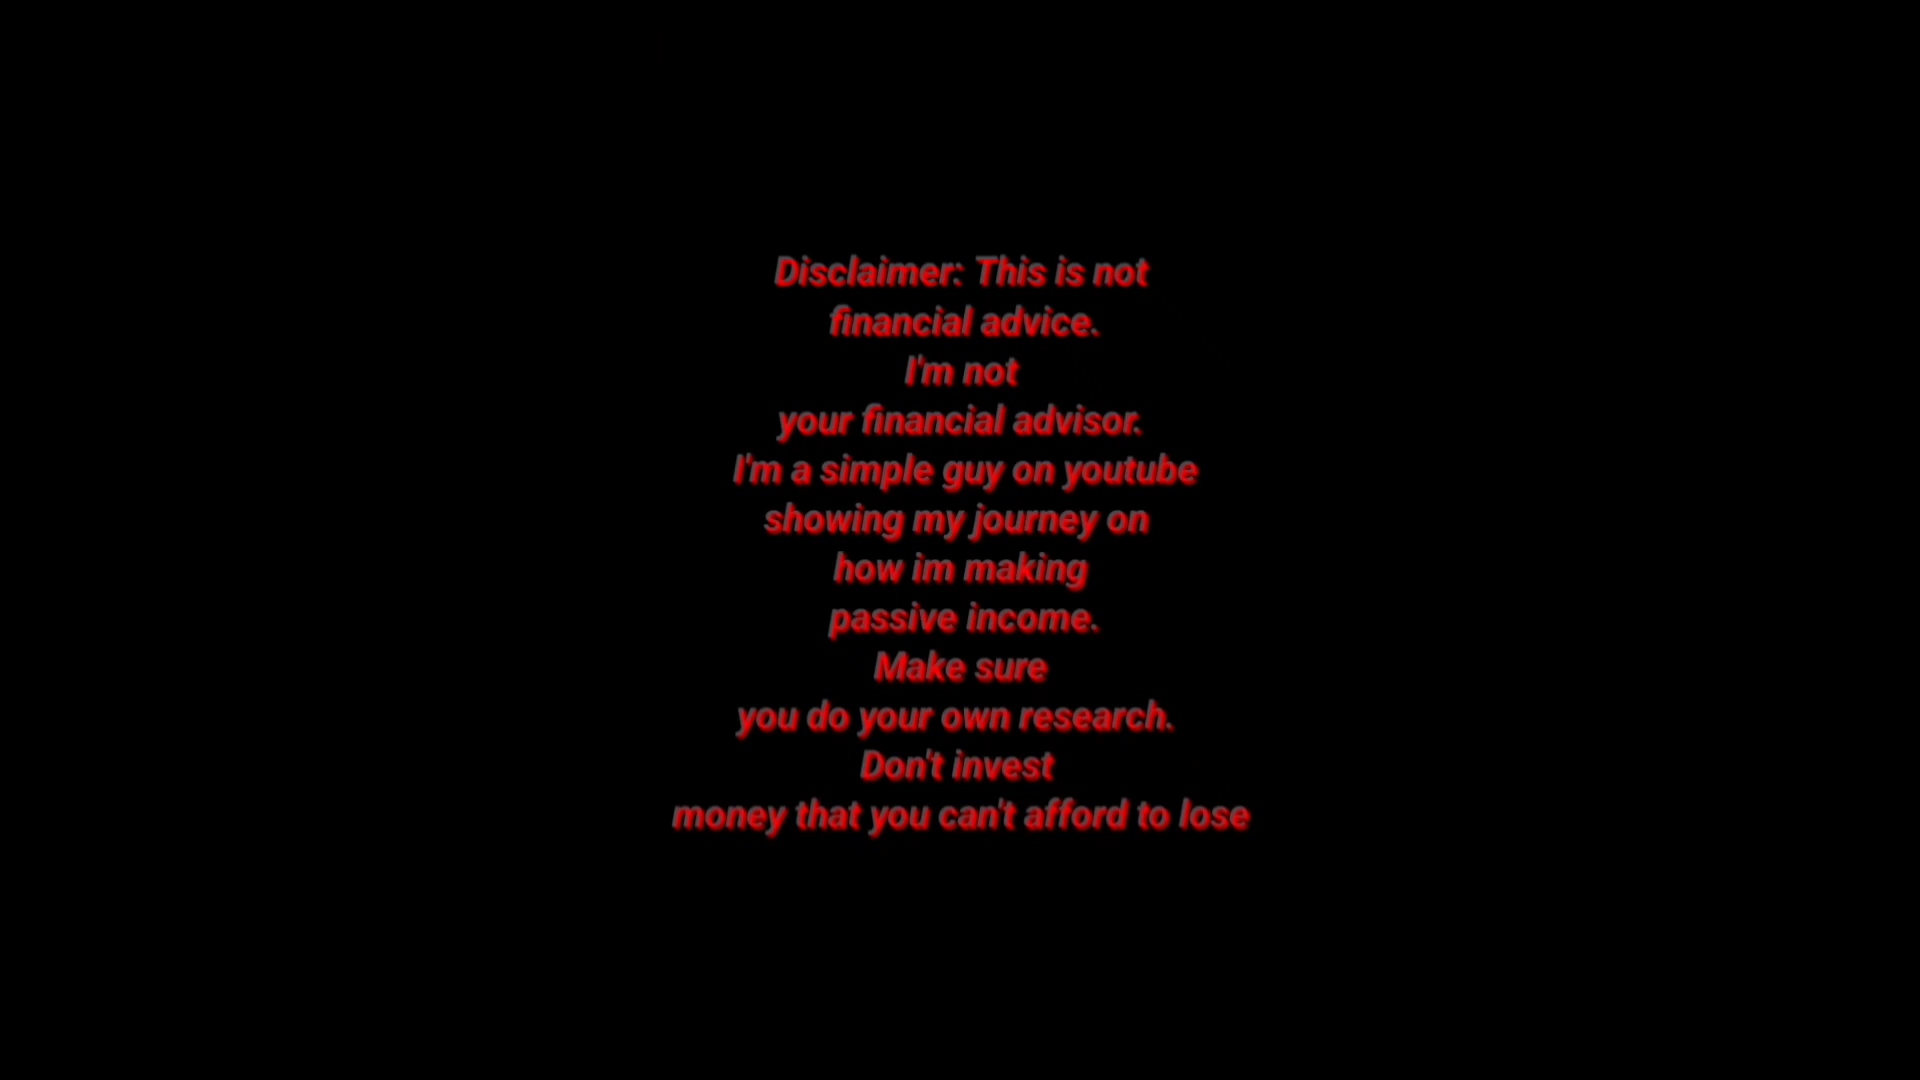 Disclaimer: This is not
financial advice.
I'm not
your financial advisor.
I'm a simple guy on youtube
showing my journey on
how im making
passive income.
Make sure
you do your own research.
Don't invest
money that you can't afford to lose